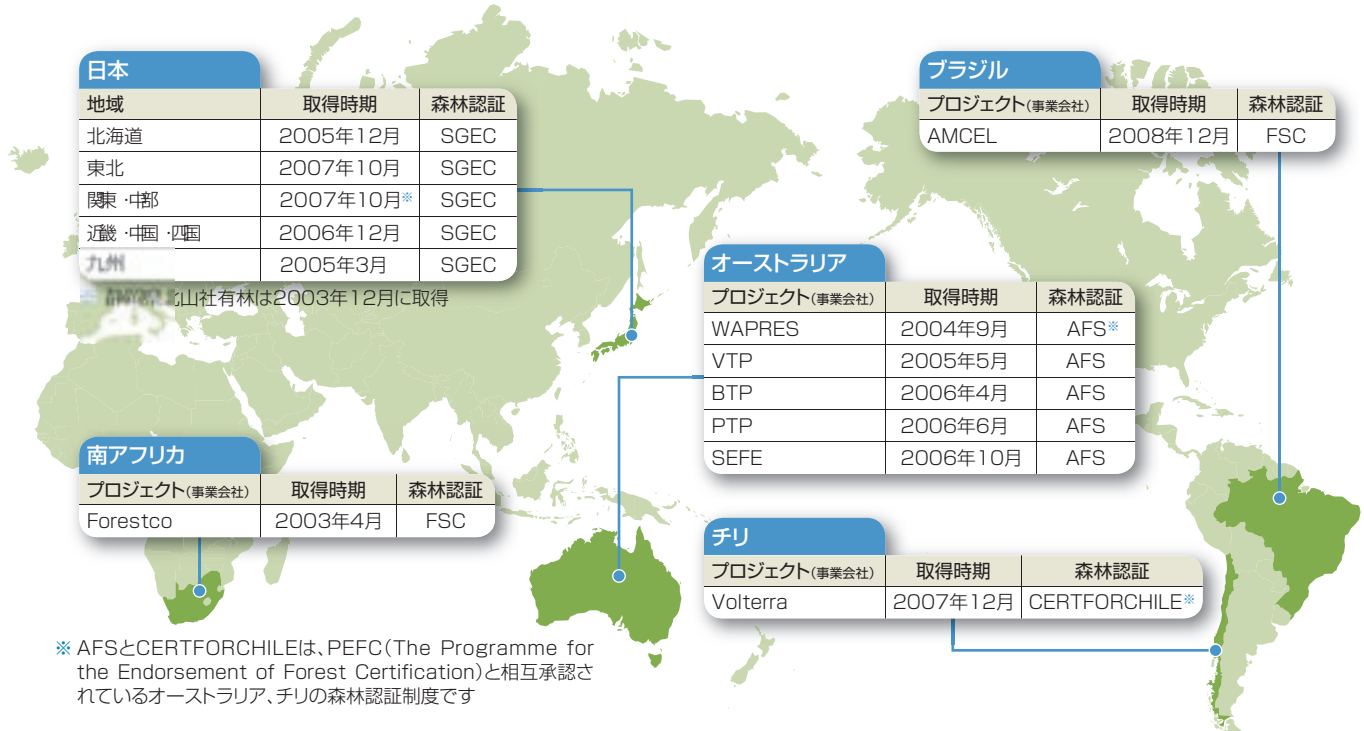 日本
地域 取得時期 森林認証
北海道 2005年12月 SGEC
東北 2007年10月 SGEC
関東・中部 2007年10月※ SGEC
近畿・中国・四国 2006年12月 SGEC
九州 2005年3月 SGEC
北山社有林は2003年12月に取得
ブラジル
プロジェクト(事業会社) 取得時期 森林認証
AMCEL 2008年12月 FSC
オーストラリア
プロジェクト(事業会社) 取得時期 森林認証
WAPRES 2004年9月 AFS※
VTP 2005年5月 AFS
BTP 2006年4月 AFS
PTP 2006年6月 AFS
SEFE 2006年10月 AFS
南アフリカ
プロジェクト(事業会社) 取得時期 森林認証
Forestco 2003年4月 FSC
チリ
プロジェクト(事業会社) 取得時期 森林認証
Volterra 2007年12月 CERTFORCHILE※
※ AFSとCERTFORCHILEは、PEFC(The Programme for
the Endorsement of Forest Certification)と相互承認さ
れているオーストラリア、チリの森林認証制度です